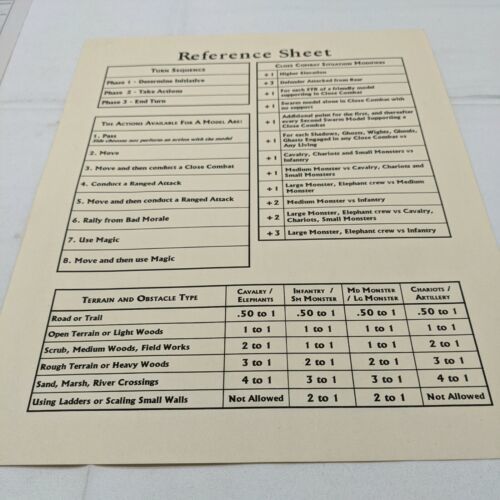 Reference Sheet
Turn Sequence
Phase 1 - Determine Initiative
Phase 2 - Take Actions
Phase 3 - End Turn
The Actions Available For A Model Are:
1. Pass
Side chooses not perform an action with the model
2. Move
3. Move and then conduct a Close Combat
4. Conduct a Ranged Attack
5. Move and then conduct a Ranged Attack
6. Rally from Bad Morale
7. Use Magic
8. Move and then use Magic
Close Combat Situation Modifiers
+1 Higher Elevation
+3 Defender Attacked from Rear
+1 For each FTR of a friendly model
supporting in Close Combat
+1 Swarm model alone in Close Combat with
no support
+1 Additional point for the first, and thereafter
every Second Swarm Model Supporting a
Close Combat
+1 For each Shadows, Ghosts, Wights, Ghouls,
Ghosts Engaged in any Close Combat vs
Any Living
+1 Cavalry, Chariots and Small Monsters vs
Infantry
+1 Medium Monster vs Cavalry, Chariots and
Small Monsters
+1 Large Monster, Elephant crew vs Medium
Monster
+2 Medium Monster vs Infantry
+2 Large Monster, Elephant crew vs Cavalry,
Chariots, Small Monsters
+3 Large Monster, Elephant crew vs Infantry
Terrain and Obstacle Type Cavalry / Elephants Infantry / Sm Monster Md Monster / Lg Monster Chariots / Artillery
Road or Trail .50 to 1 .50 to 1 .50 to 1 .50 to 1
Open Terrain or Light Woods 1 to 1 1 to 1 1 to 1 1 to 1
Scrub, Medium Woods, Field Works 2 to 1 1 to 1 1 to 1 2 to 1
Rough Terrain or Heavy Woods 3 to 1 2 to 1 2 to 1 3 to 1
Sand, Marsh, River Crossings 4 to 1 3 to 1 3 to 1 4 to 1
Using Ladders or Scaling Small Walls Not Allowed 2 to 1 2 to 1 Not Allowed